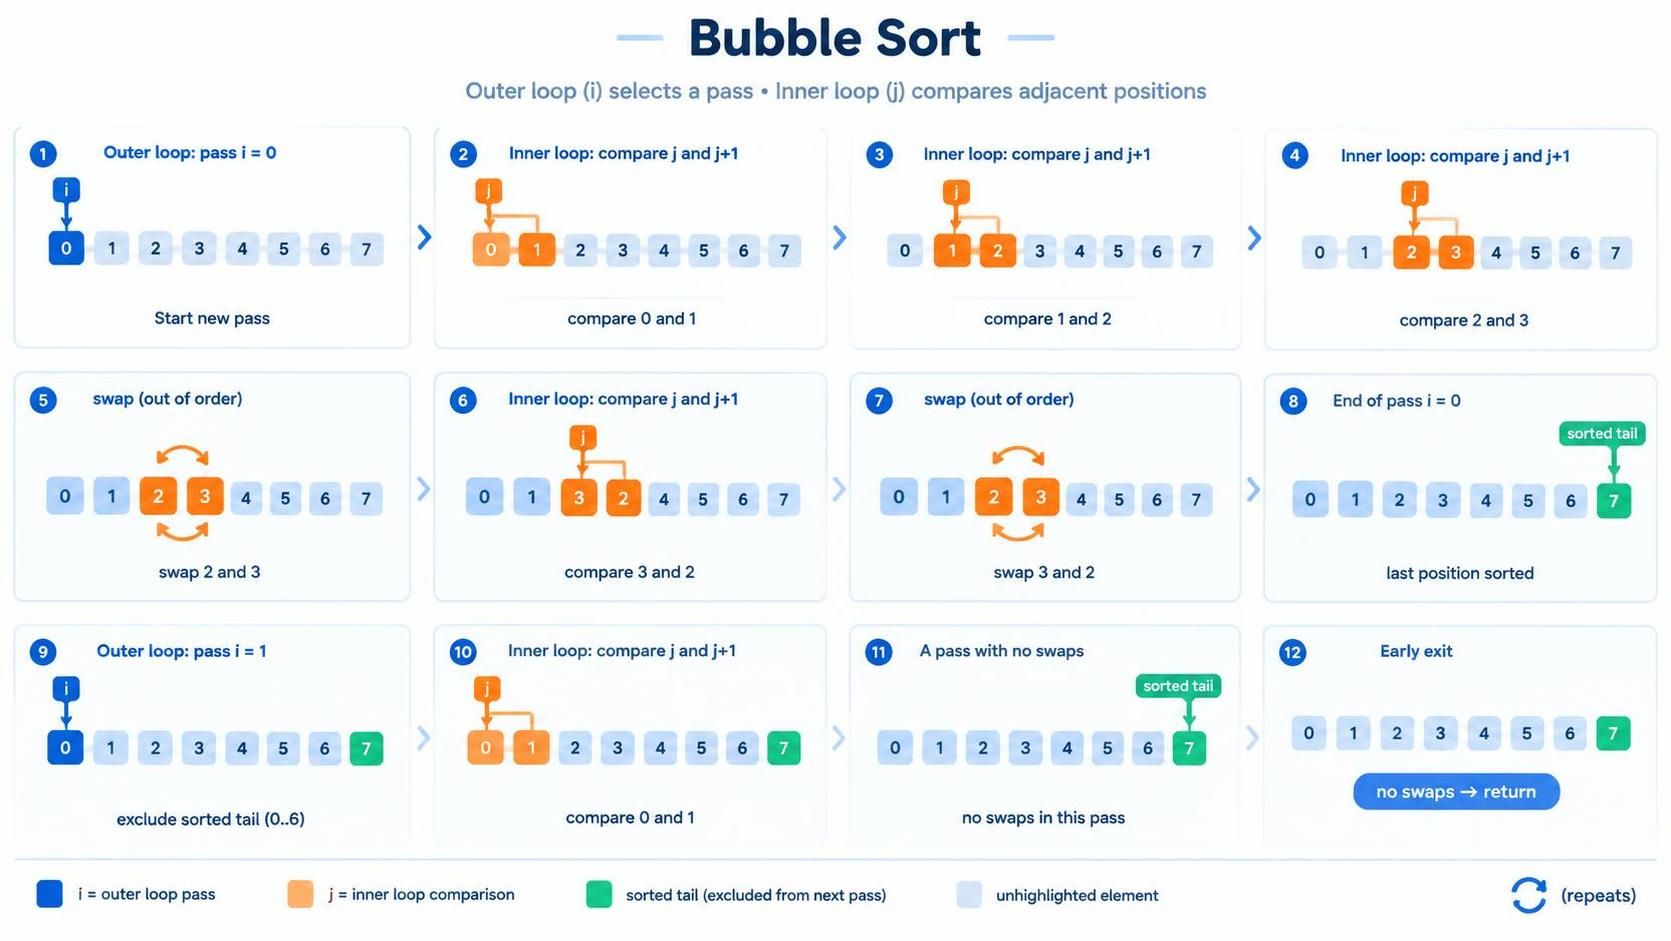 Bubble Sort
Outer loop (i) selects a pass • Inner loop (j) compares adjacent positions
1 Outer loop: pass i = 0
i
0 1 2 3 4 5 6 7
Start new pass
2 Inner loop: compare j and j+1
j
0 1 2 3 4 5 6 7
compare 0 and 1
3 Inner loop: compare j and j+1
j
0 1 2 3 4 5 6 7
compare 1 and 2
4 Inner loop: compare j and j+1
j
0 1 2 3 4 5 6 7
compare 2 and 3
5 swap (out of order)
0 1 2 3 4 5 6 7
swap 2 and 3
6 Inner loop: compare j and j+1
j
0 1 3 2 4 5 6 7
compare 3 and 2
7 swap (out of order)
0 1 2 3 4 5 6 7
swap 3 and 2
8 End of pass i = 0
sorted tail
0 1 2 3 4 5 6 7
last position sorted
9 Outer loop: pass i = 1
i
0 1 2 3 4 5 6 7
exclude sorted tail (0..6)
10 Inner loop: compare j and j+1
j
0 1 2 3 4 5 6 7
compare 0 and 1
11 A pass with no swaps
sorted tail
0 1 2 3 4 5 6 7
no swaps in this pass
12 Early exit
0 1 2 3 4 5 6 7
no swaps → return
i = outer loop pass
j = inner loop comparison
sorted tail (excluded from next pass)
unhighlighted element
(repeats)